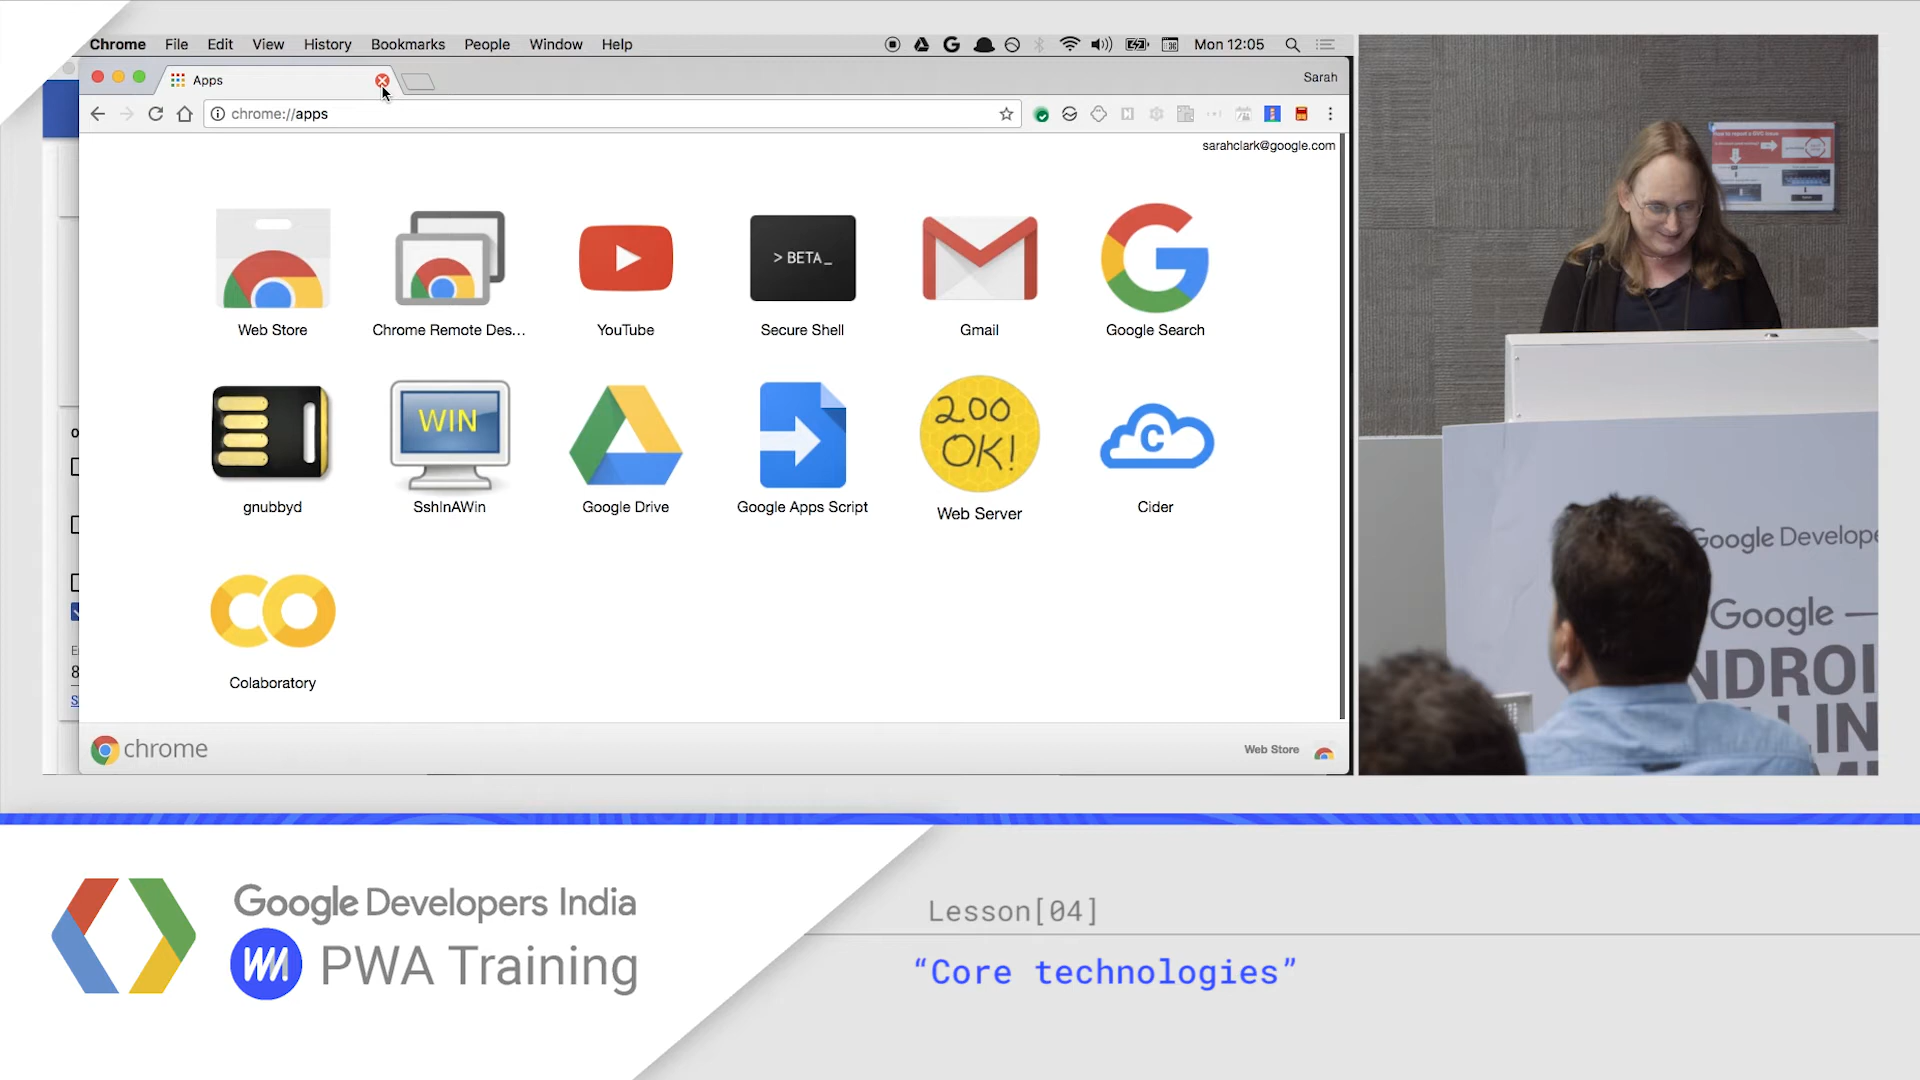 Chrome File Edit View History Bookmarks People Window Help Mon 12:05
Apps
Sarah
chrome://apps
sarahclark@google.com
> BETA_
Web Store
Chrome Remote Des...
YouTube
Secure Shell
Gmail
Google Search
WIN
200
OK!
C
gnubbyd
SshInAWin
Google Drive
Google Apps Script
Web Server
Cider
Colaboratory
chrome
Web Store
8
Google Develope
Google
NDROI
Google Developers India
PWA Training
Lesson[04]
“Core technologies”